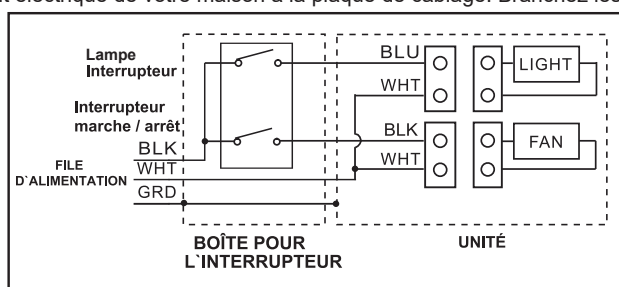 électrique de votre maison à la plaque de câblage. Branchez les
Lampe
Interrupteur
BLU
LIGHT
WHT
Interrupteur
marche / arrêt
BLK
FAN
BLK
WHT
WHT
FILE
D`ALIMENTATION
GRD
BOÎTE POUR
L`INTERRUPTEUR
UNITÉ